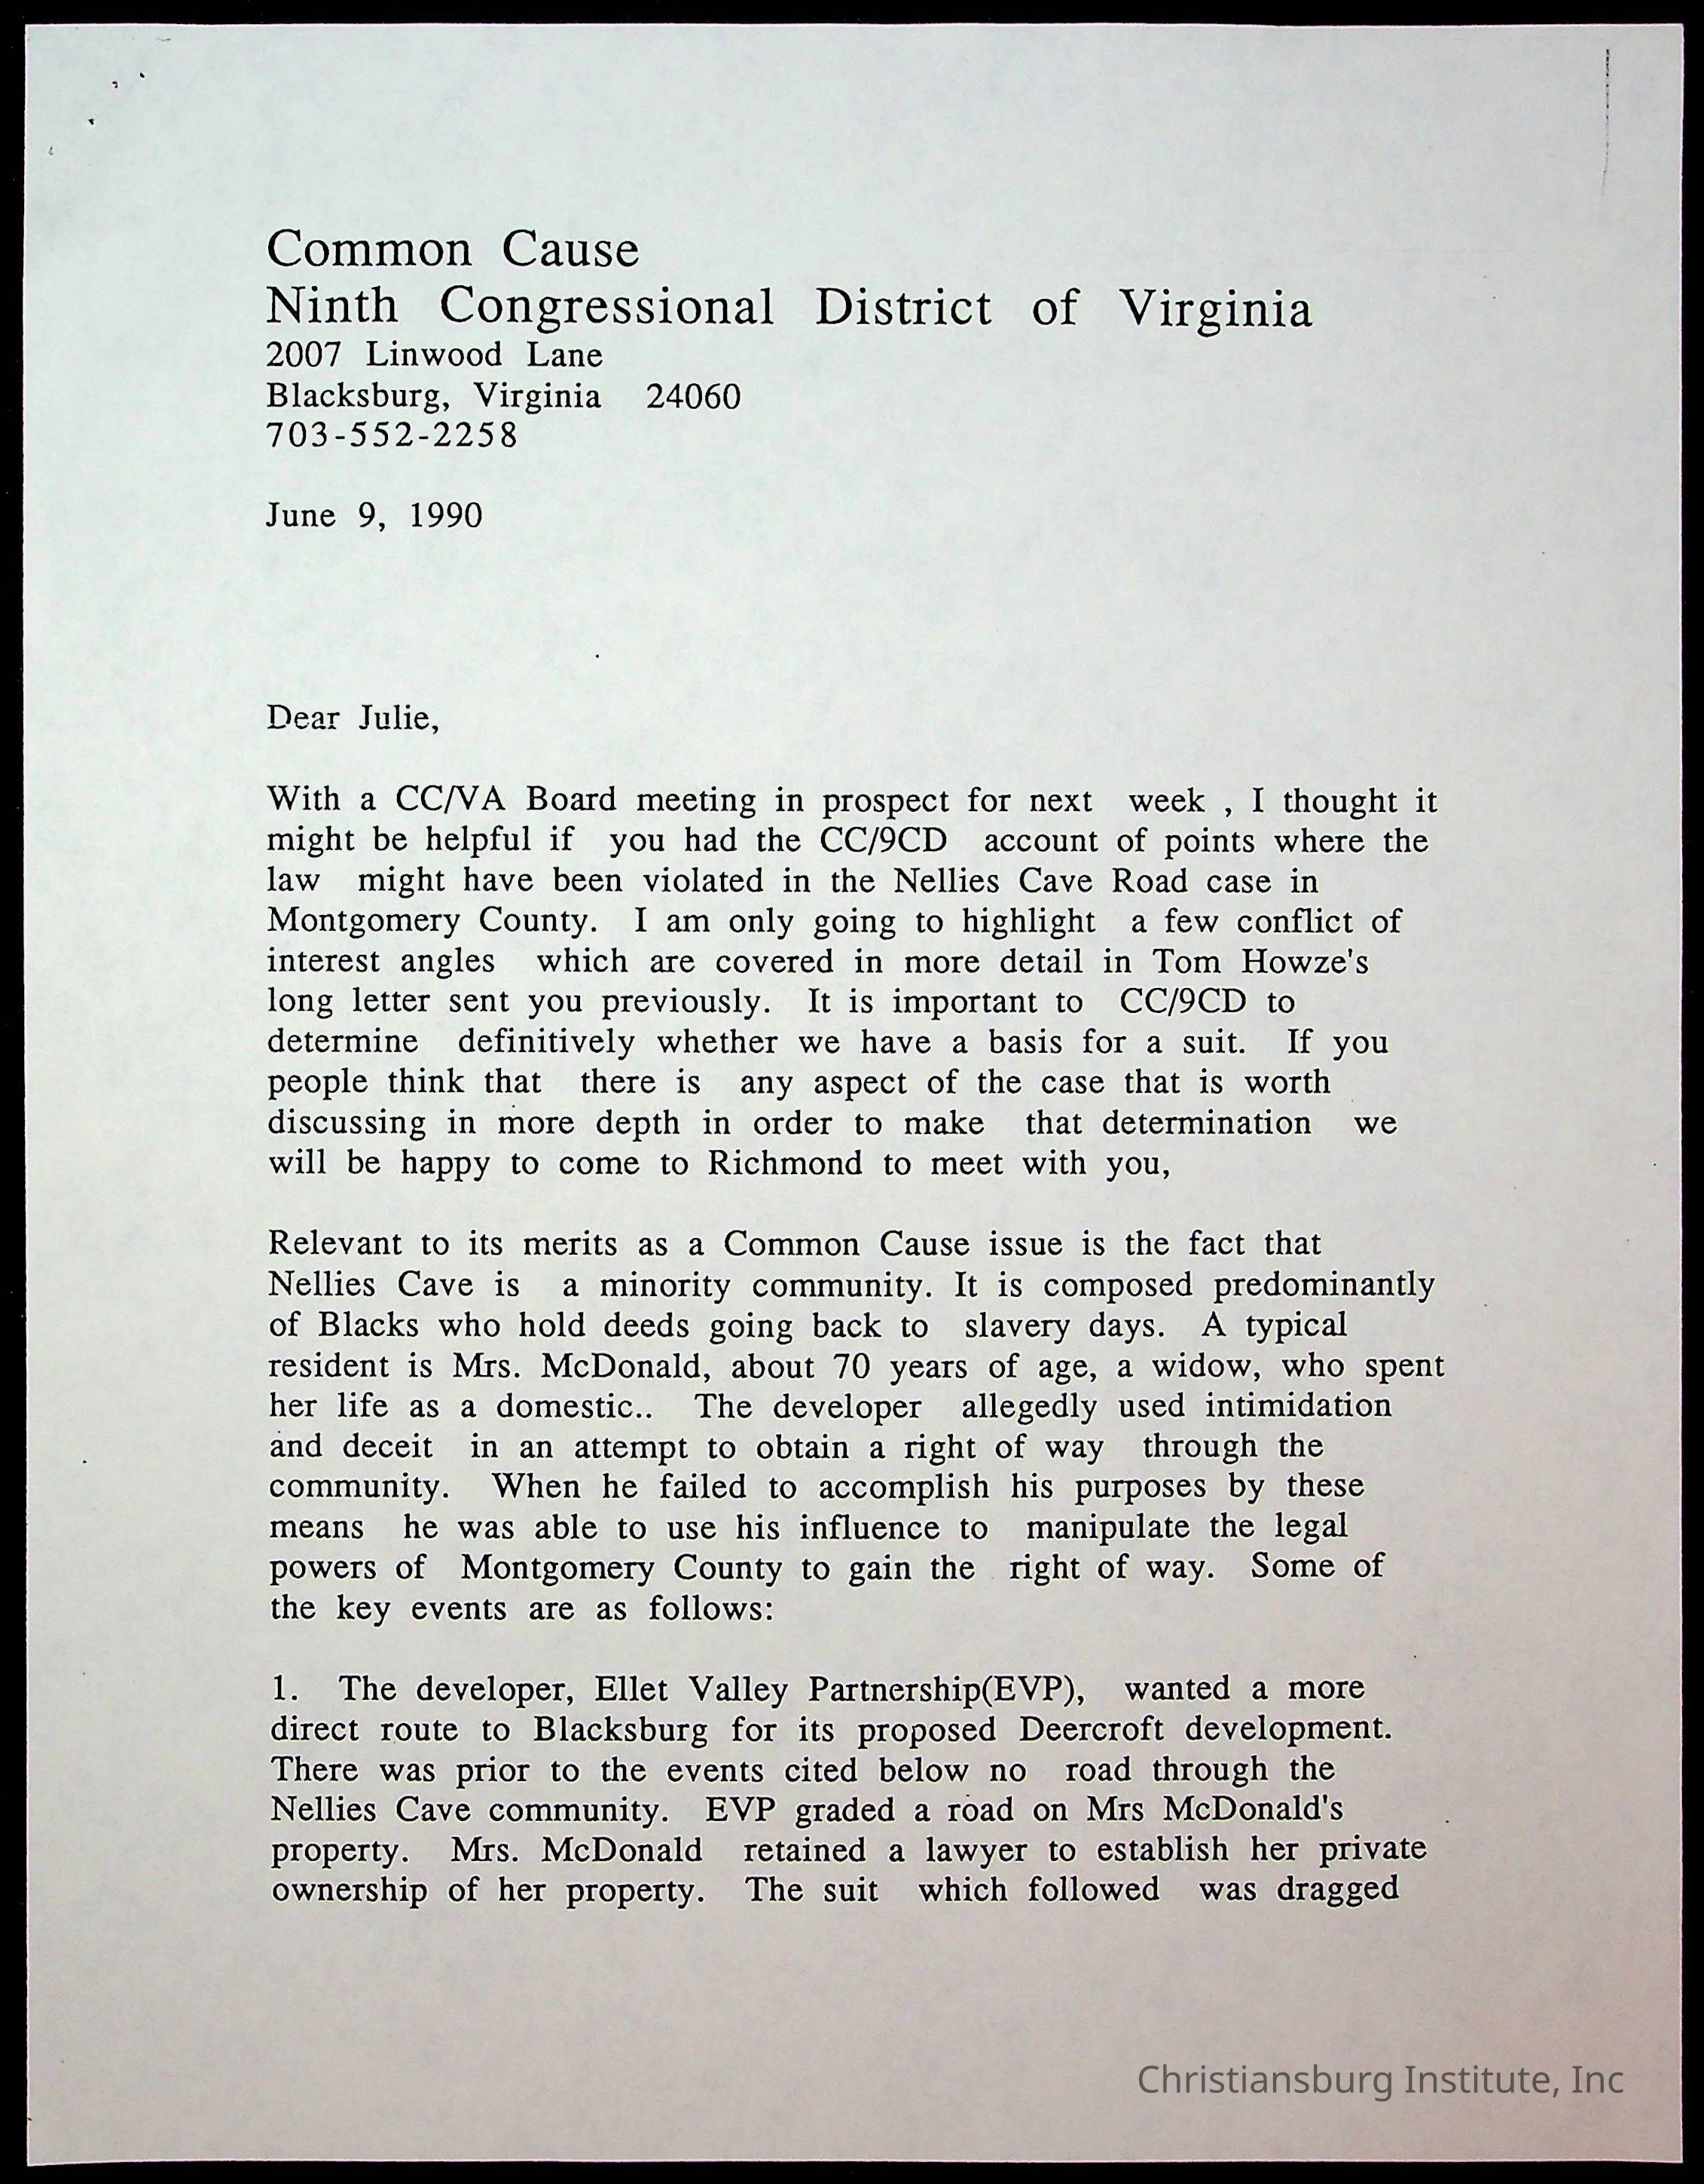 Common Cause
Ninth Congressional District of Virginia
2007 Linwood Lane
Blacksburg, Virginia 24060
703-552-2258
June 9, 1990
Dear Julie,
With a CC/VA Board meeting in prospect for next week , I thought it
might be helpful if you had the CC/9CD account of points where the
law might have been violated in the Nellies Cave Road case in
Montgomery County. I am only going to highlight a few conflict of
interest angles which are covered in more detail in Tom Howze's
long letter sent you previously. It is important to CC/9CD to
determine definitively whether we have a basis for a suit. If you
people think that there is any aspect of the case that is worth
discussing in more depth in order to make that determination we
will be happy to come to Richmond to meet with you,
Relevant to its merits as a Common Cause issue is the fact that
Nellies Cave is a minority community. It is composed predominantly
of Blacks who hold deeds going back to slavery days. A typical
resident is Mrs. McDonald, about 70 years of age, a widow, who spent
her life as a domestic.. The developer allegedly used intimidation
and deceit in an attempt to obtain a right of way through the
community. When he failed to accomplish his purposes by these
means he was able to use his influence to manipulate the legal
powers of Montgomery County to gain the right of way. Some of
the key events are as follows:
1. The developer, Ellet Valley Partnership(EVP), wanted a more
direct route to Blacksburg for its proposed Deercroft development.
There was prior to the events cited below no road through the
Nellies Cave community. EVP graded a road on Mrs McDonald's
property. Mrs. McDonald retained a lawyer to establish her private
ownership of her property. The suit which followed was dragged
Christiansburg Institute, Inc